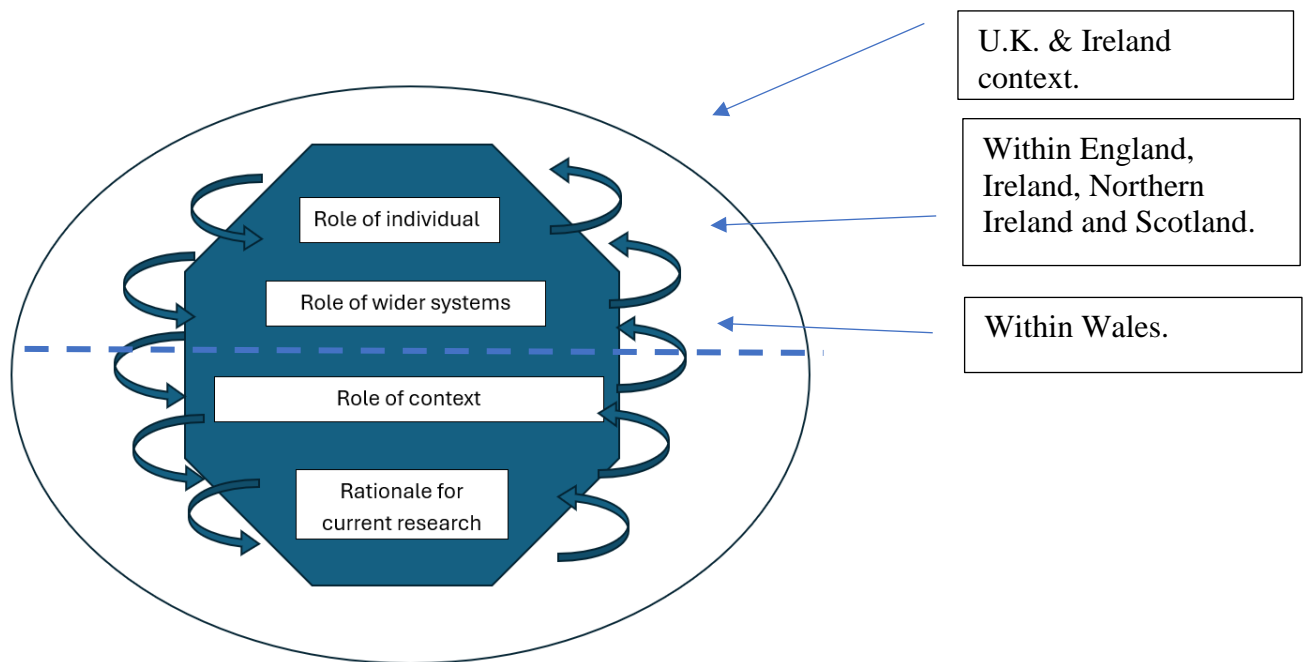 U.K. & Ireland
context.
Within England,
Ireland, Northern
Ireland and Scotland.
Within Wales.
Role of individual
Role of wider systems
Role of context
Rationale for
current research